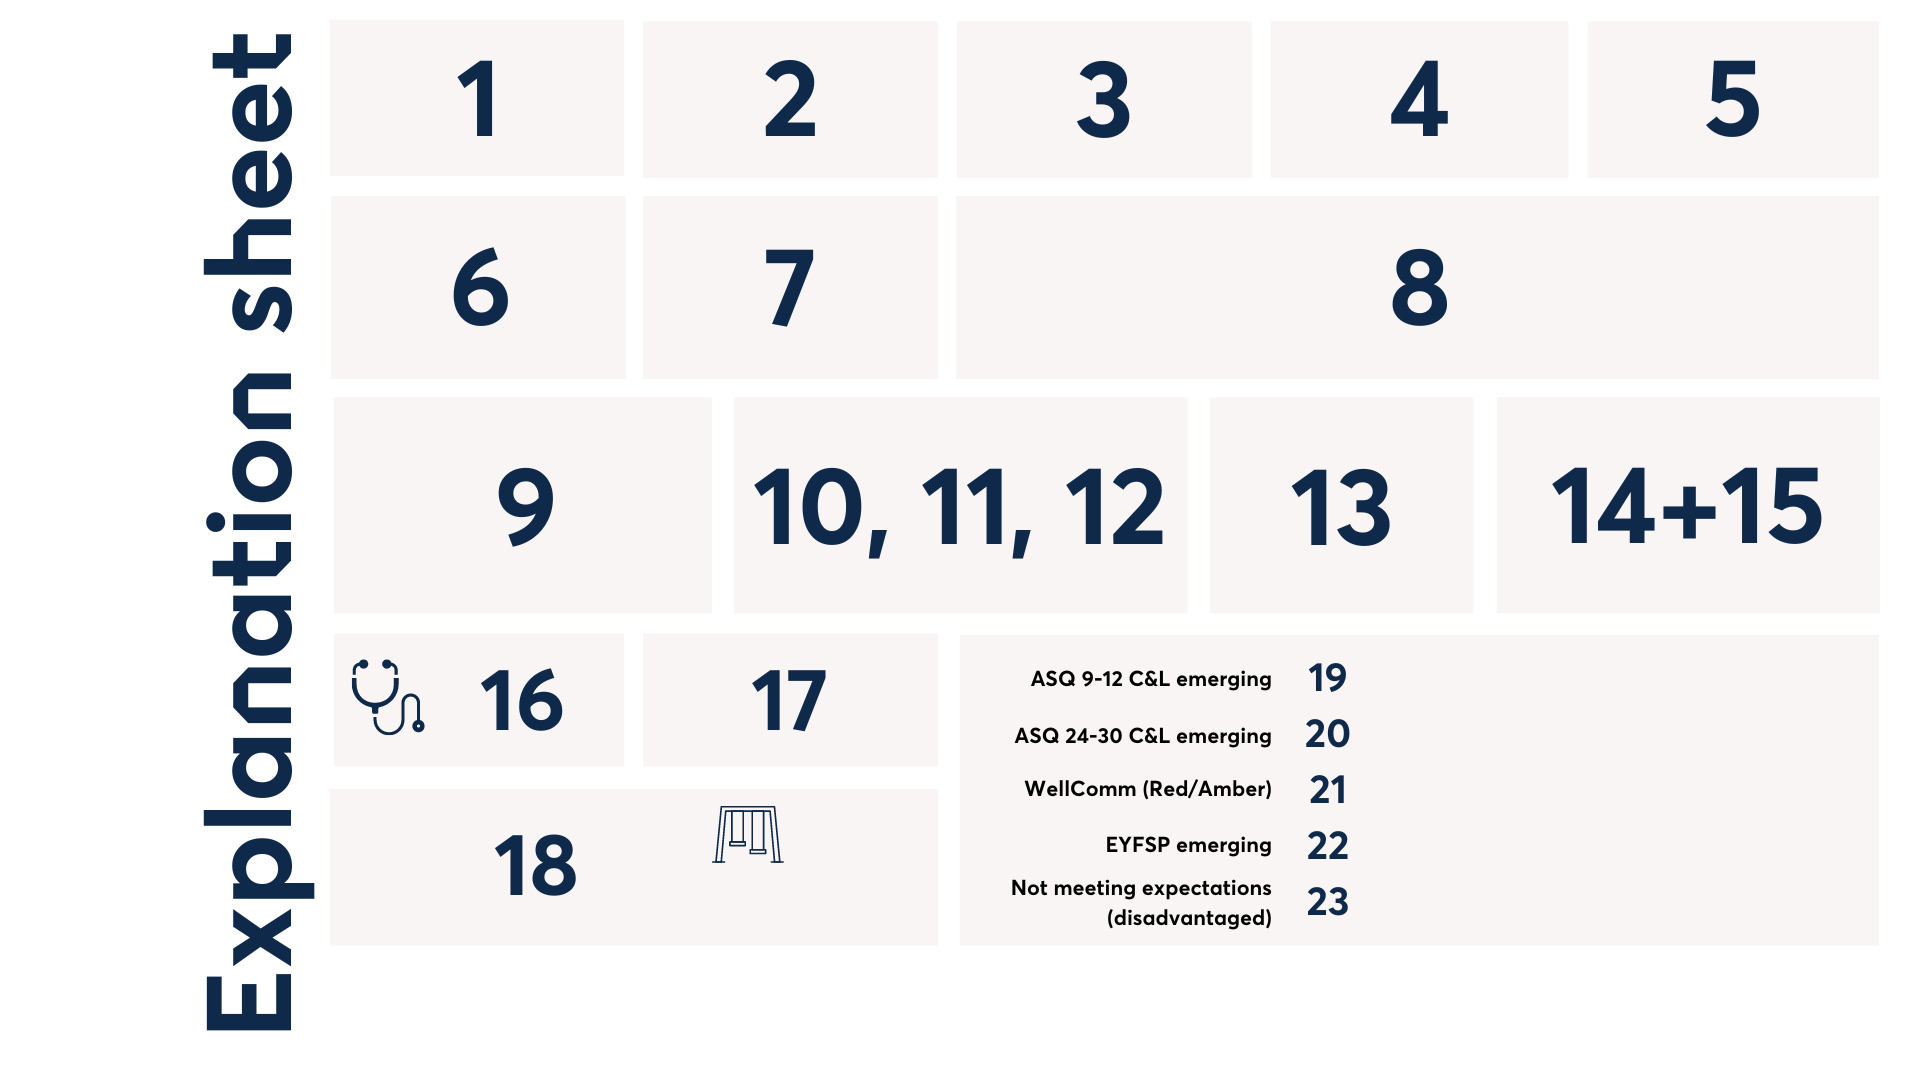 Explanation sheet
1
2
3
4
5
6
7
8
9
10, 11, 12
13
14+15
16
17
18
ASQ 9-12 C&L emerging 19
ASQ 24-30 C&L emerging 20
WellComm (Red/Amber) 21
EYFSP emerging 22
Not meeting expectations
(disadvantaged) 23